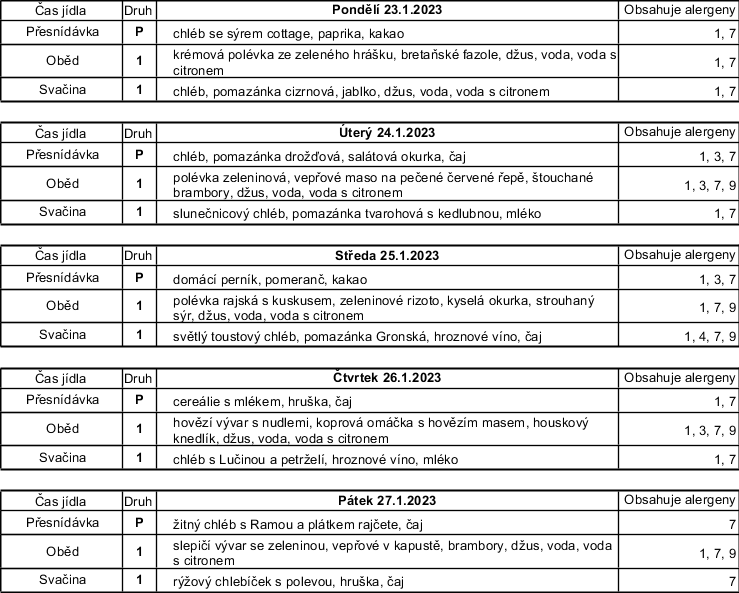 Čas jídla Druh Pondělí 23.1.2023 Obsahuje alergeny
Přesnídávka P chléb se sýrem cottage, paprika, kakao 1, 7
Oběd 1 krémová polévka ze zeleného hrášku, bretaňské fazole, džus, voda, voda s
citronem 1, 7
Svačina 1 chléb, pomazánka cizrnová, jablko, džus, voda, voda s citronem 1, 7
Čas jídla Druh Úterý 24.1.2023 Obsahuje alergeny
Přesnídávka P chléb, pomazánka drožďová, salátová okurka, čaj 1, 3, 7
Oběd 1 polévka zeleninová, vepřové maso na pečené červené řepě, štouchané
brambory, džus, voda, voda s citronem 1, 3, 7, 9
Svačina 1 slunečnicový chléb, pomazánka tvarohová s kedlubnou, mléko 1, 7
Čas jídla Druh Středa 25.1.2023 Obsahuje alergeny
Přesnídávka P domácí perník, pomeranč, kakao 1, 3, 7
Oběd 1 polévka rajská s kuskusem, zeleninové rizoto, kyselá okurka, strouhaný
sýr, džus, voda, voda s citronem 1, 7, 9
Svačina 1 světlý toustový chléb, pomazánka Gronská, hroznové víno, čaj 1, 4, 7, 9
Čas jídla Druh Čtvrtek 26.1.2023 Obsahuje alergeny
Přesnídávka P cereálie s mlékem, hruška, čaj 1, 7
Oběd 1 hovězí vývar s nudlemi, koprová omáčka s hovězím masem, houskový
knedlík, džus, voda, voda s citronem 1, 3, 7, 9
Svačina 1 chléb s Lučinou a petrželí, hroznové víno, mléko 1, 7
Čas jídla Druh Pátek 27.1.2023 Obsahuje alergeny
Přesnídávka P žitný chléb s Ramou a plátkem rajčete, čaj 7
Oběd 1 slepičí vývar se zeleninou, vepřové v kapustě, brambory, džus, voda, voda
s citronem 1, 7, 9
Svačina 1 rýžový chlebíček s polevou, hruška, čaj 7